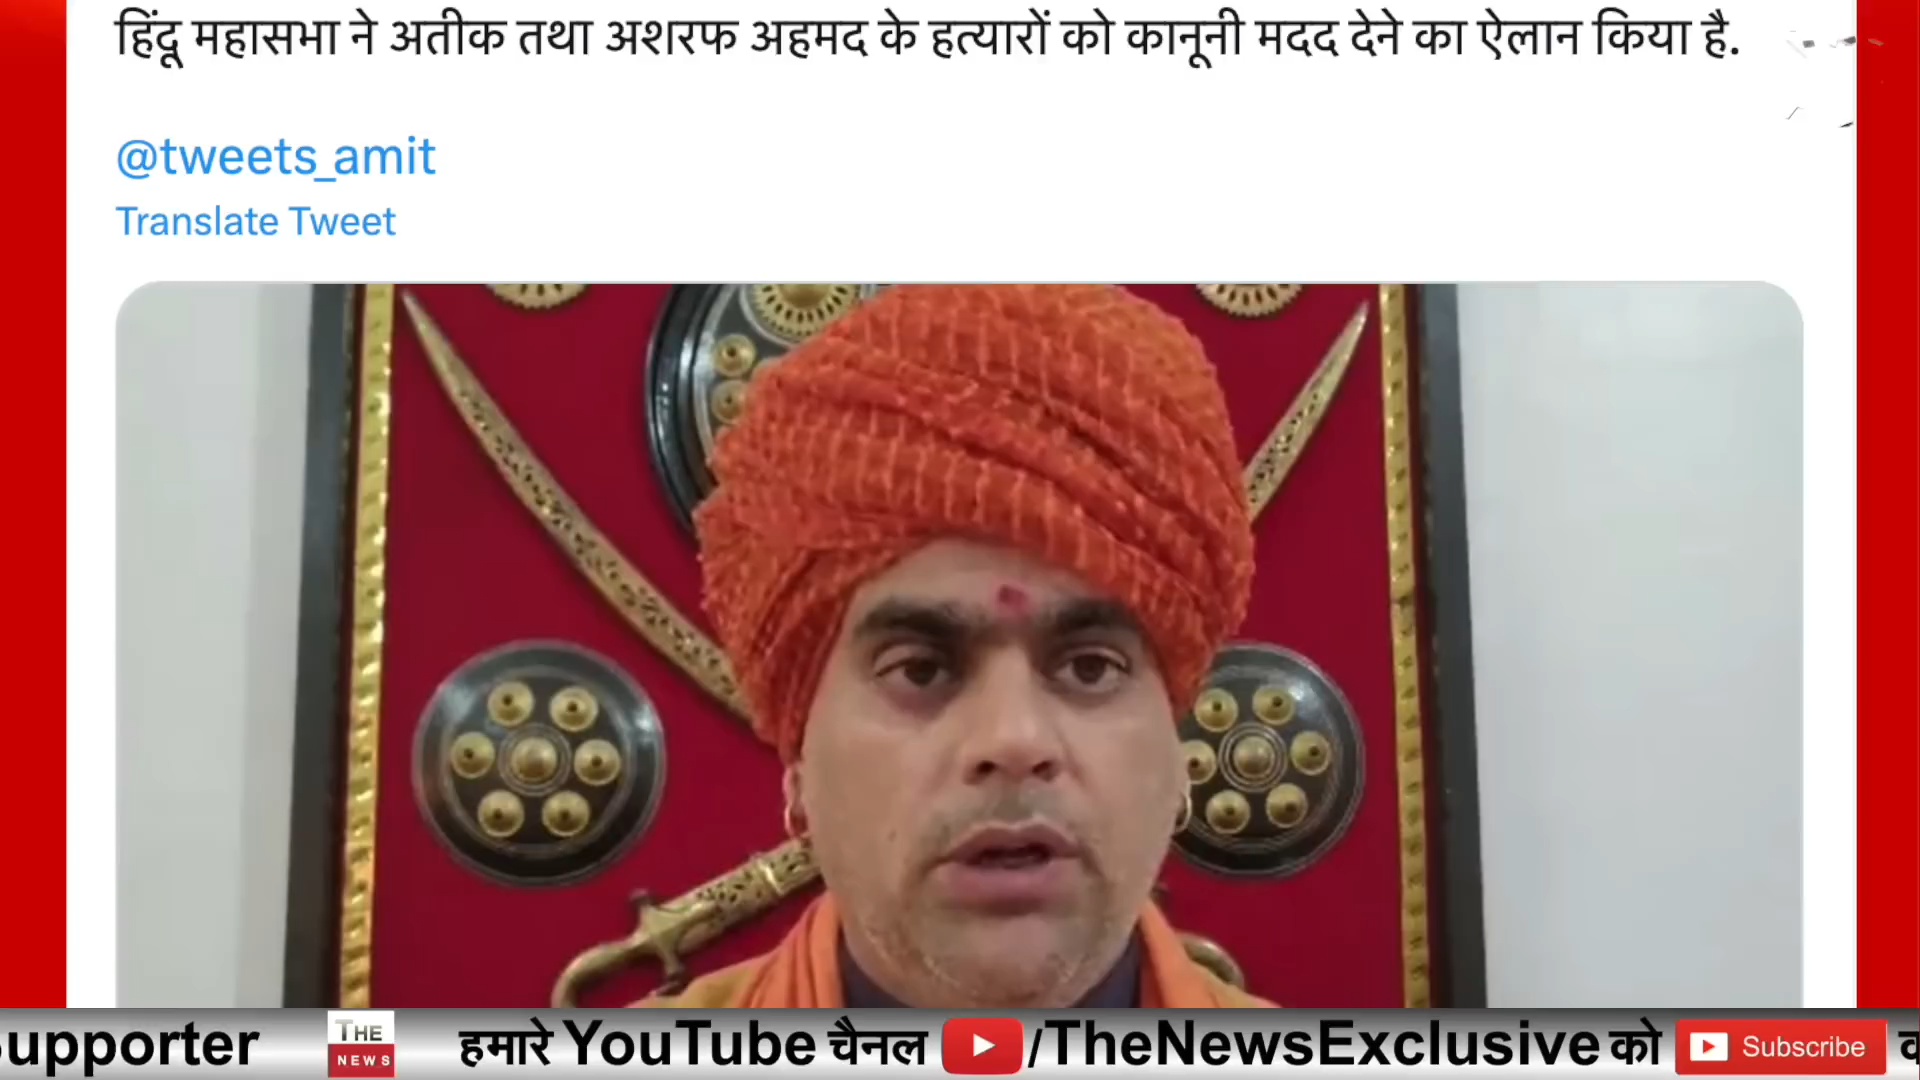 हिंदू महासभा ने अतीक तथा अशरफ अहमद के हत्यारों को कानूनी मदद देने का ऐलान किया है.
@tweets_amit
Translate Tweet
upporter THE NEWS हमारे YouTube चैनल /TheNewsExclusive को Subscribe